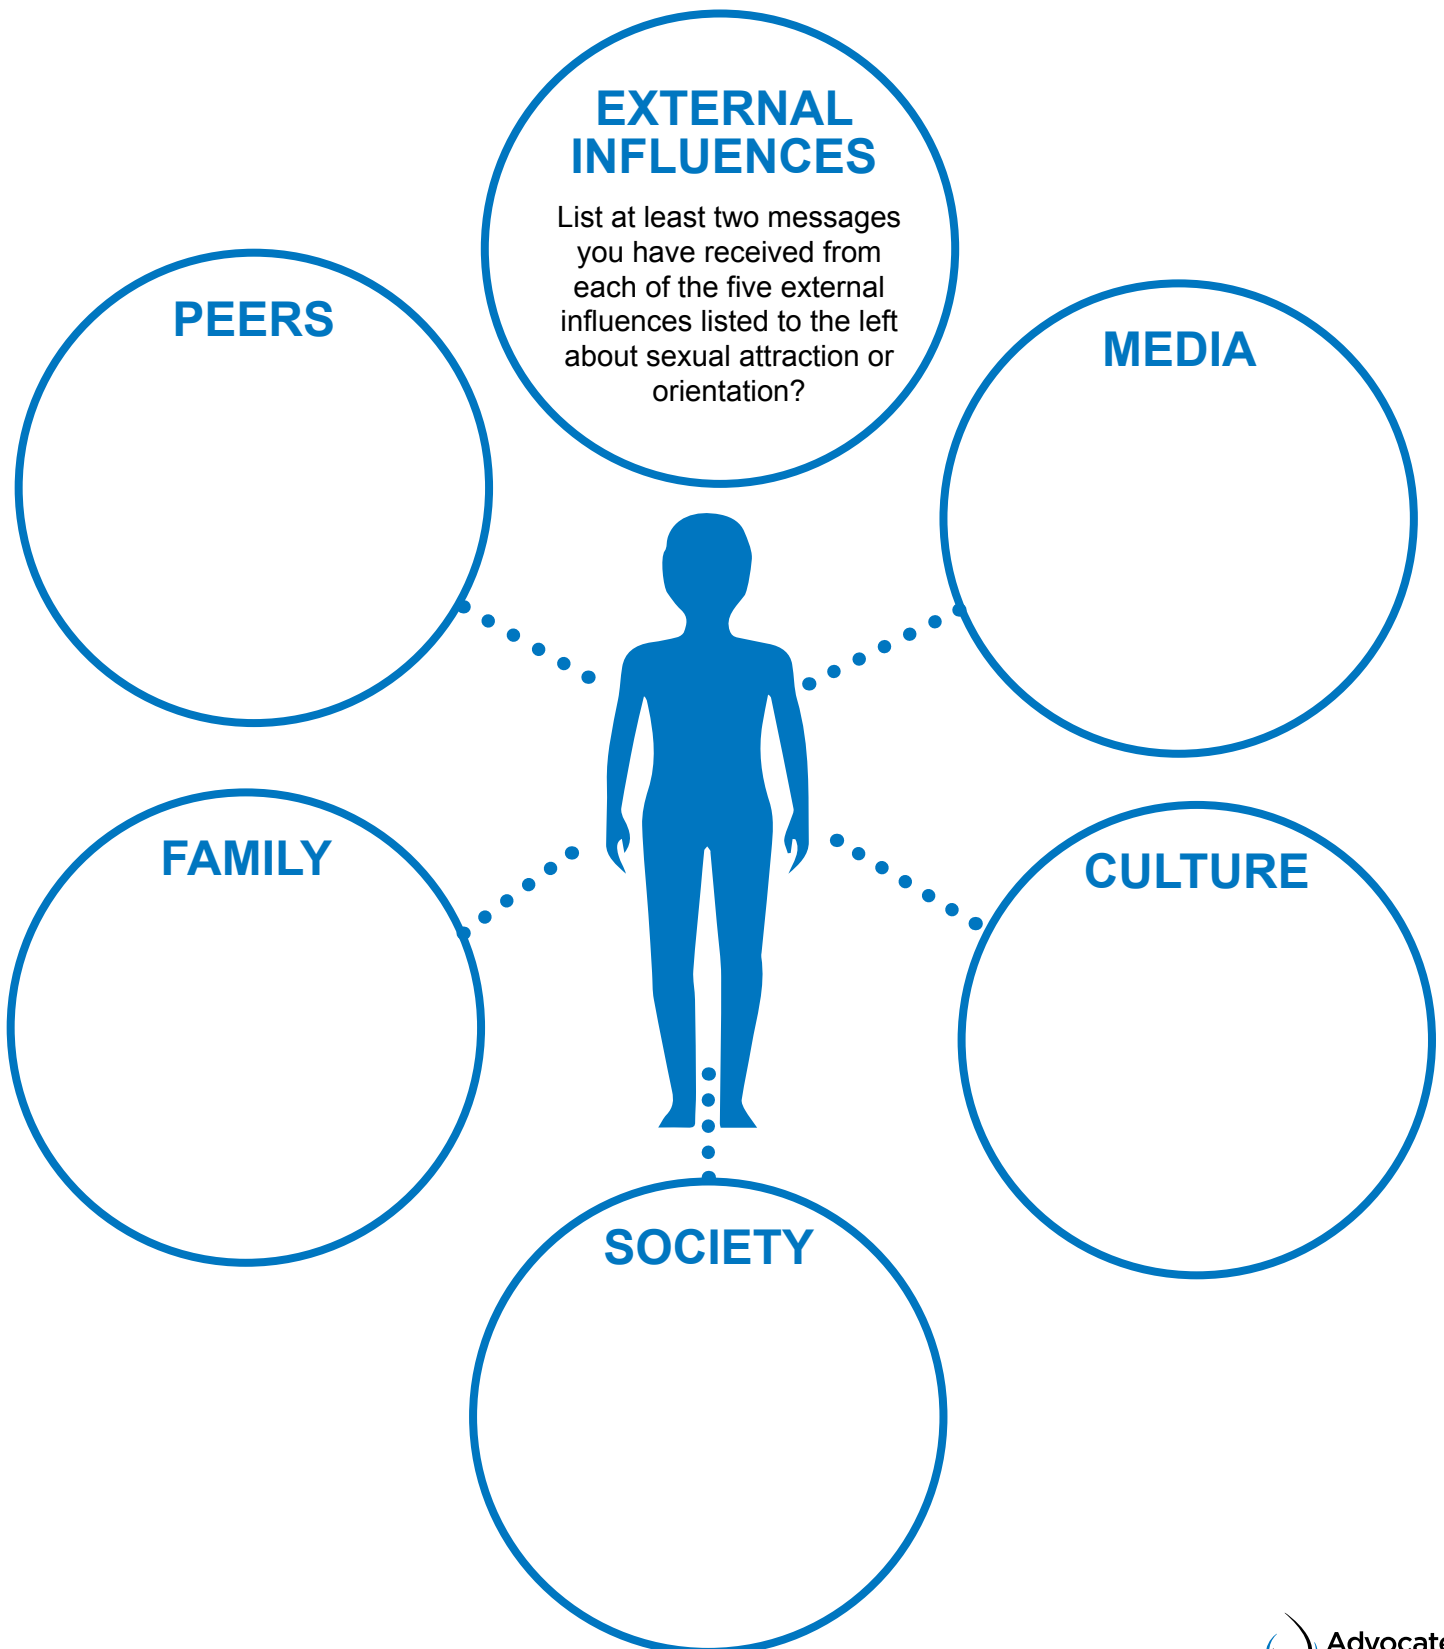 EXTERNAL
INFLUENCES
List at least two messages
you have received from
each of the five external
influences listed to the left
about sexual attraction or
orientation?
PEERS
MEDIA
FAMILY
CULTURE
SOCIETY
Advocate